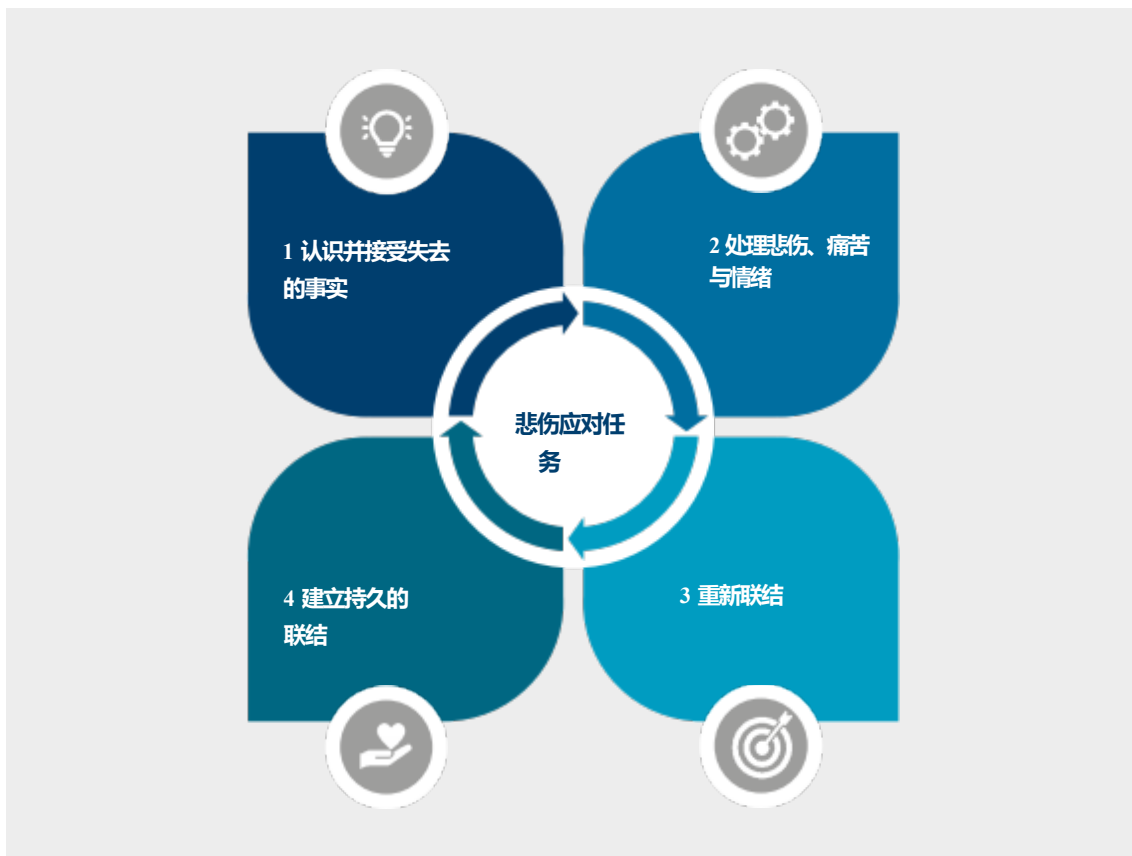 1 认识并接受失去
的事实
2 处理悲伤、痛苦
与情绪
悲伤应对任
务
4 建立持久的
联结
3 重新联结